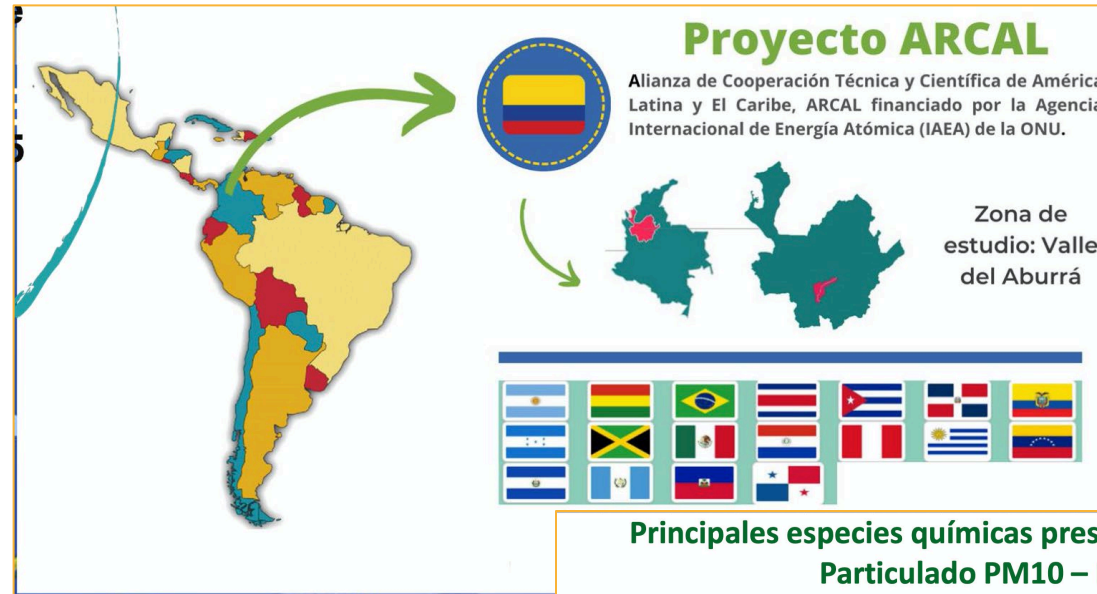 Proyecto ARCAL
Alianza de Cooperación Técnica y Científica de América
Latina y El Caribe, ARCAL financiado por la Agencia
Internacional de Energía Atómica (IAEA) de la ONU.
Zona de
estudio: Valle
del Aburrá
Principales especies químicas pres
Particulado PM10 –